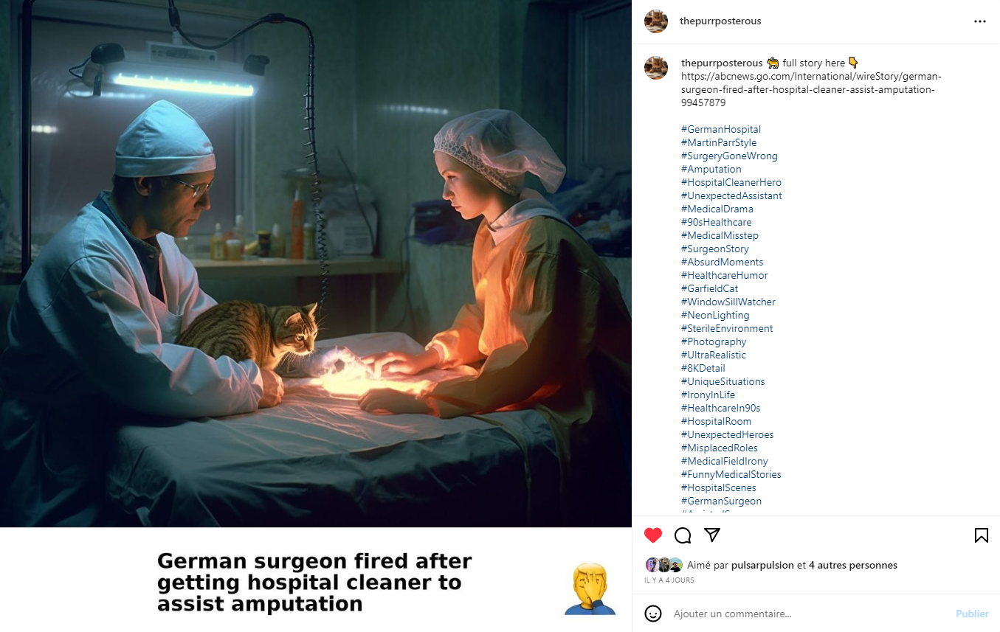 German surgeon fired after
getting hospital cleaner to
assist amputation
thepurrposterous
thepurrposterous 🐈 full story here 👇
https://abcnews.go.com/International/wireStory/german-
surgeon-fired-after-hospital-cleaner-assist-amputation-
99457879
#GermanHospital
#MartinParrStyle
#SurgeryGoneWrong
#Amputation
#HospitalCleanerHero
#UnexpectedAssistant
#MedicalDrama
#90sHealthcare
#MedicalMisstep
#SurgeonStory
#AbsurdMoments
#HealthcareHumor
#GarfieldCat
#WindowSillWatcher
#NeonLighting
#SterileEnvironment
#Photography
#UltraRealistic
#8KDetail
#UniqueSituations
#IronyInLife
#HealthcareIn90s
#HospitalRoom
#UnexpectedHeroes
#MisplacedRoles
#MedicalFieldIrony
#FunnyMedicalStories
#HospitalScenes
#GermanSurgeon
Aimé par pulsarpulsion et 4 autres personnes
IL Y A 4 JOURS
Ajouter un commentaire... Publier